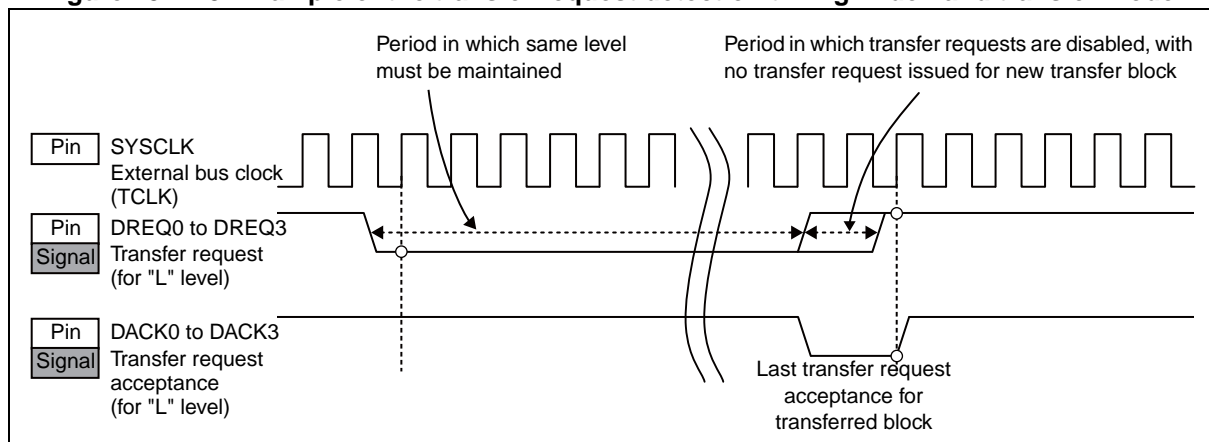 Period in which same level
must be maintained
Period in which transfer requests are disabled, with
no transfer request issued for new transfer block
Pin SYSCLK
External bus clock
(TCLK)
Pin DREQ0 to DREQ3
Signal Transfer request
(for "L" level)
Pin DACK0 to DACK3
Signal Transfer request
acceptance
(for "L" level)
Last transfer request
acceptance for
transferred block